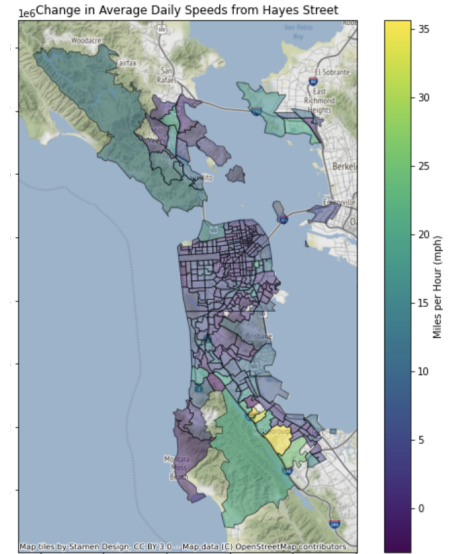 1e6 Change in Average Daily Speeds from Hayes Street
Woodacre
Fairfax
San
Rafael
El Sobrante
East
Richmond
Heights
Berkele
35
30
25
20
15
10
5
0
Miles per Hour (mph)
Montara
Beach
Map tiles by Stamen Design, CC BY 3.0 -- Map data (C) OpenStreetMap contributors